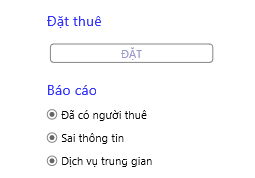 Đặt thuê
ĐẶT
Báo cáo
Đã có người thuê
Sai thông tin
Dịch vụ trung gian